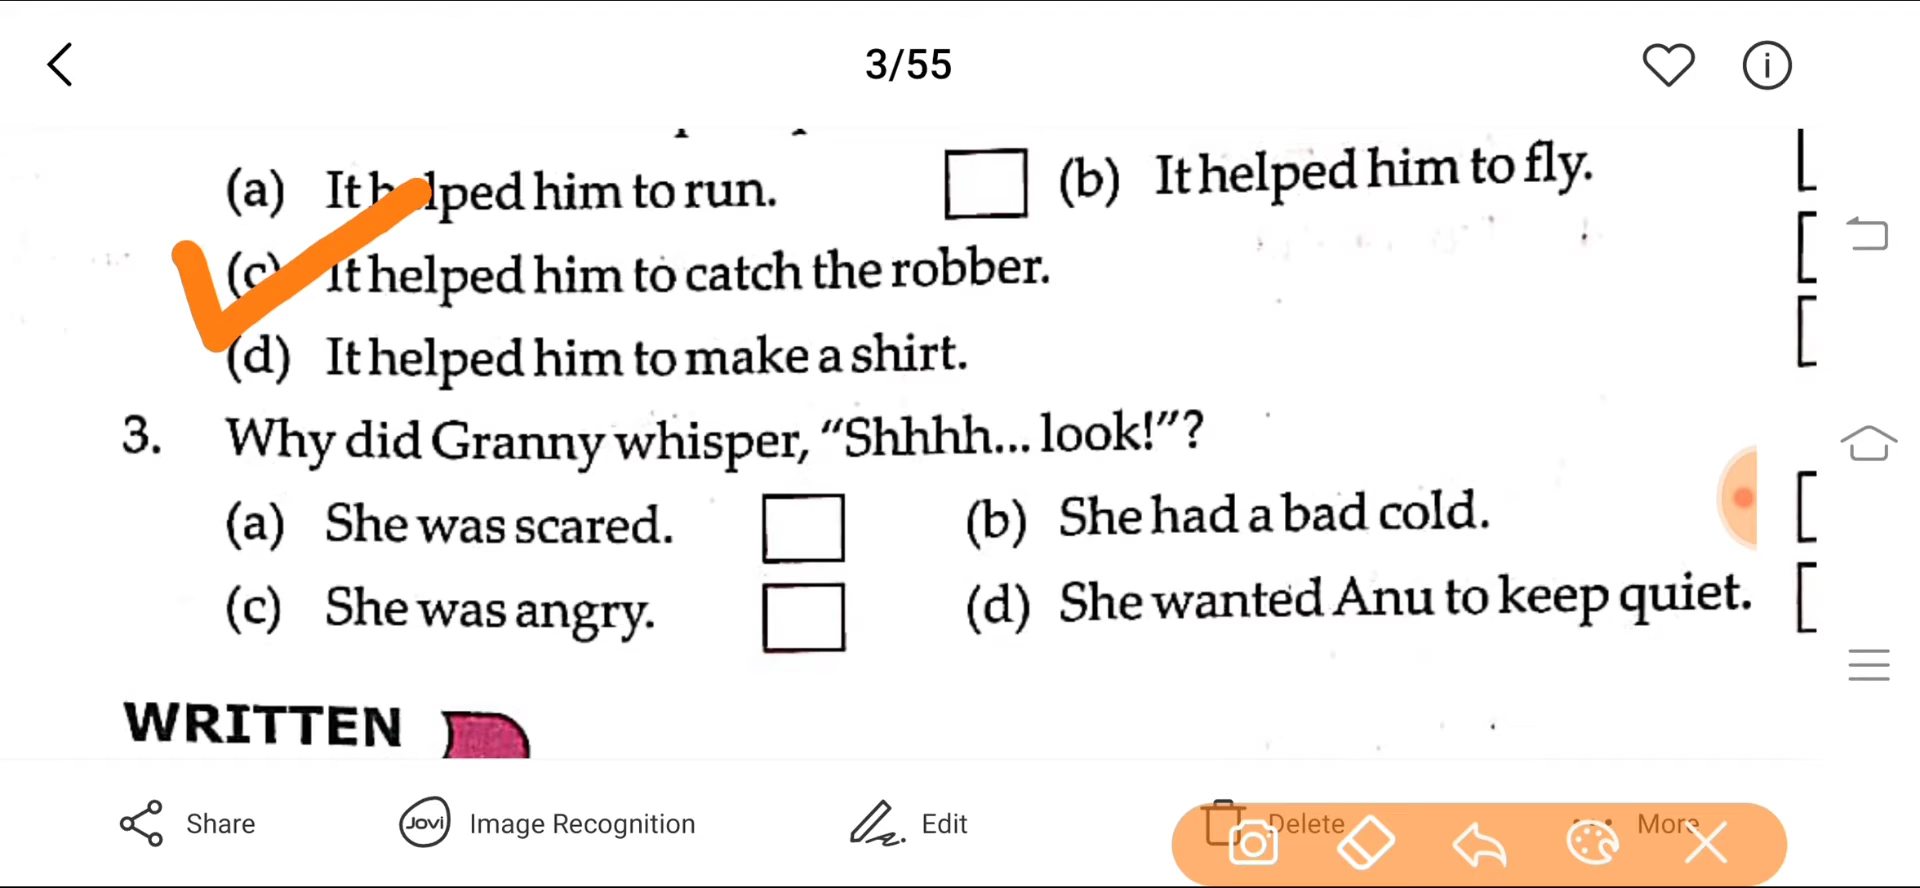 3/55
(a) It helped him to run. (b) It helped him to fly.
(c) It helped him to catch the robber.
(d) It helped him to make a shirt.
3. Why did Granny whisper, “Shhhh... look!”?
(a) She was scared. (b) She had a bad cold.
(c) She was angry. (d) She wanted Anu to keep quiet.
WRITTEN
Share Jovi Image Recognition Edit Delete More